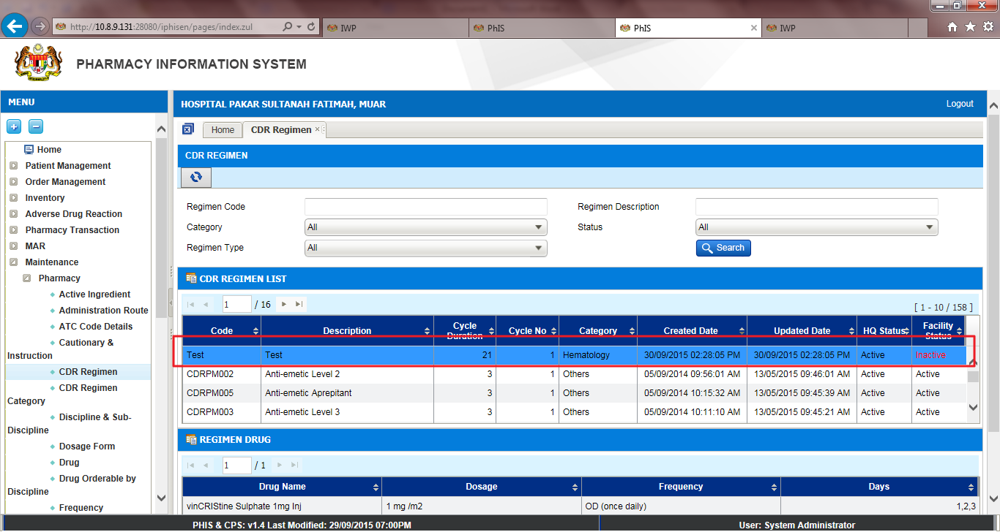 http://10.8.9.131:28080/iphisen/pages/index.zul
IWP
PhIS
PhIS
IWP
PHARMACY INFORMATION SYSTEM
MENU
HOSPITAL PAKAR SULTANAH FATIMAH, MUAR
Logout
Home
CDR Regimen
Home
Patient Management
Order Management
Inventory
Adverse Drug Reaction
Pharmacy Transaction
MAR
Maintenance
Pharmacy
Active Ingredient
Administration Route
ATC Code Details
Cautionary &
Instruction
CDR Regimen
CDR Regimen
Category
Discipline & Sub-
Discipline
Dosage Form
Drug
Drug Orderable by
Discipline
Frequency
CDR REGIMEN
Regimen Code
Regimen Description
Category All
Status All
Regimen Type All
Search
CDR REGIMEN LIST
1 / 16
[ 1 - 10 / 158 ]
Code Description Cycle Duration Cycle No Category Created Date Updated Date HQ Status Facility Status
Test Test 21 1 Hematology 30/09/2015 02:28:05 PM 30/09/2015 02:28:05 PM Active Inactive
CDRPM002 Anti-emetic Level 2 3 1 Others 05/09/2014 09:56:01 AM 13/05/2015 09:46:01 AM Active Active
CDRPM005 Anti-emetic Aprepitant 3 1 Others 05/09/2014 10:15:32 AM 13/05/2015 09:45:39 AM Active Active
CDRPM003 Anti-emetic Level 3 3 1 Others 05/09/2014 10:11:10 AM 13/05/2015 09:45:21 AM Active Active
REGIMEN DRUG
1 / 1
Drug Name Dosage Frequency Days
vinCRIStine Sulphate 1mg Inj 1 mg /m2 OD (once daily) 1,2,3
PHIS & CPS: v1.4 Last Modified: 29/09/2015 07:00PM
User: System Administrator